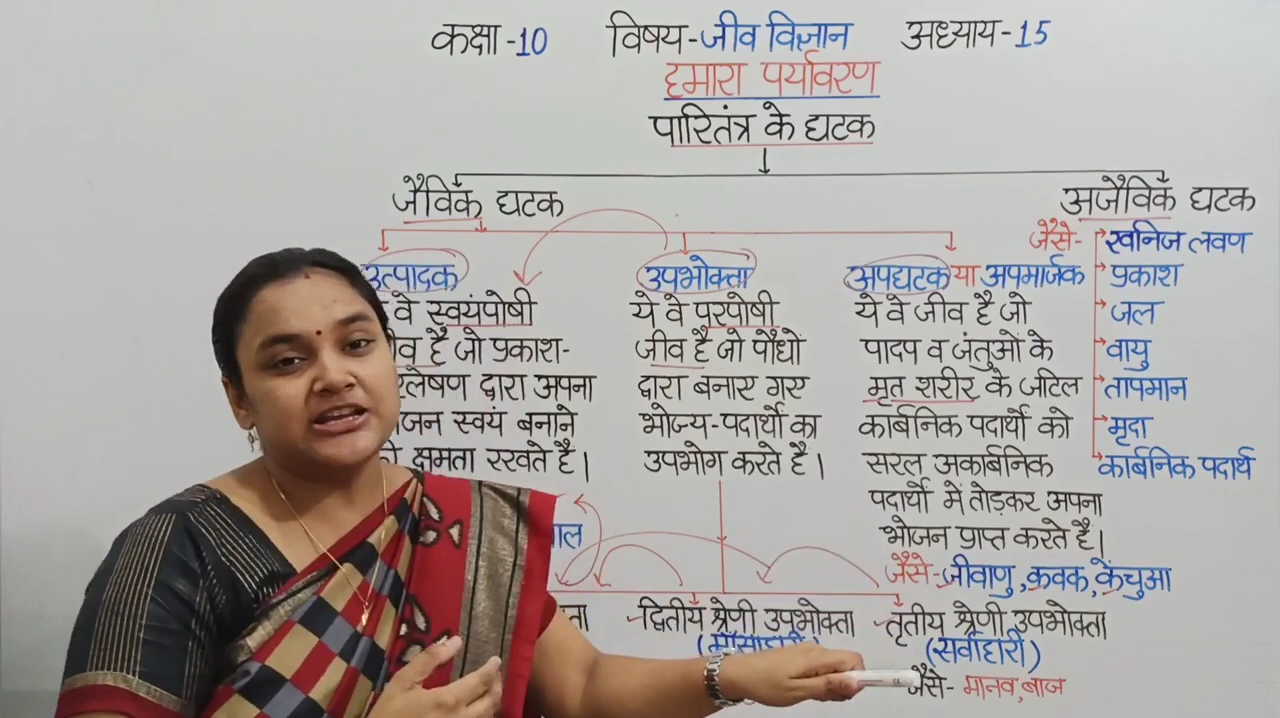 कक्षा-10 विषय-जीव विज्ञान अध्याय-15
हमारा पर्यावरण
पारितंत्र के घटक
जैविक घटक
अजैविक घटक
उत्पादक
वे स्वयंपोषी
है जो प्रकाश-
द्वारा अपना
स्वयं बनाने
क्षमता रखते है।
उपभोक्ता
ये वे परपोषी
जीव है जो पौधों
द्वारा बनाए गए
भोज्य-पदार्थो का
उपभोग करते है।
अपघटक या अपमार्जक
ये वे जीव है जो
पादप व जंतुओं के
मृत शरीर के जटिल
कार्बनिक पदार्थो को
सरल अकार्बनिक
पदार्थो में तोड़कर अपना
भोजन प्राप्त करते है।
जैसे-जीवाणु,कवक,केंचुआ
जैसे- खनिज लवण
प्रकाश
जल
वायु
तापमान
मृदा
कार्बनिक पदार्थ
द्वितीय श्रेणी उपभोक्ता
तृतीय श्रेणी उपभोक्ता
(सर्वाहारी)
जैसे- मानव,बाज